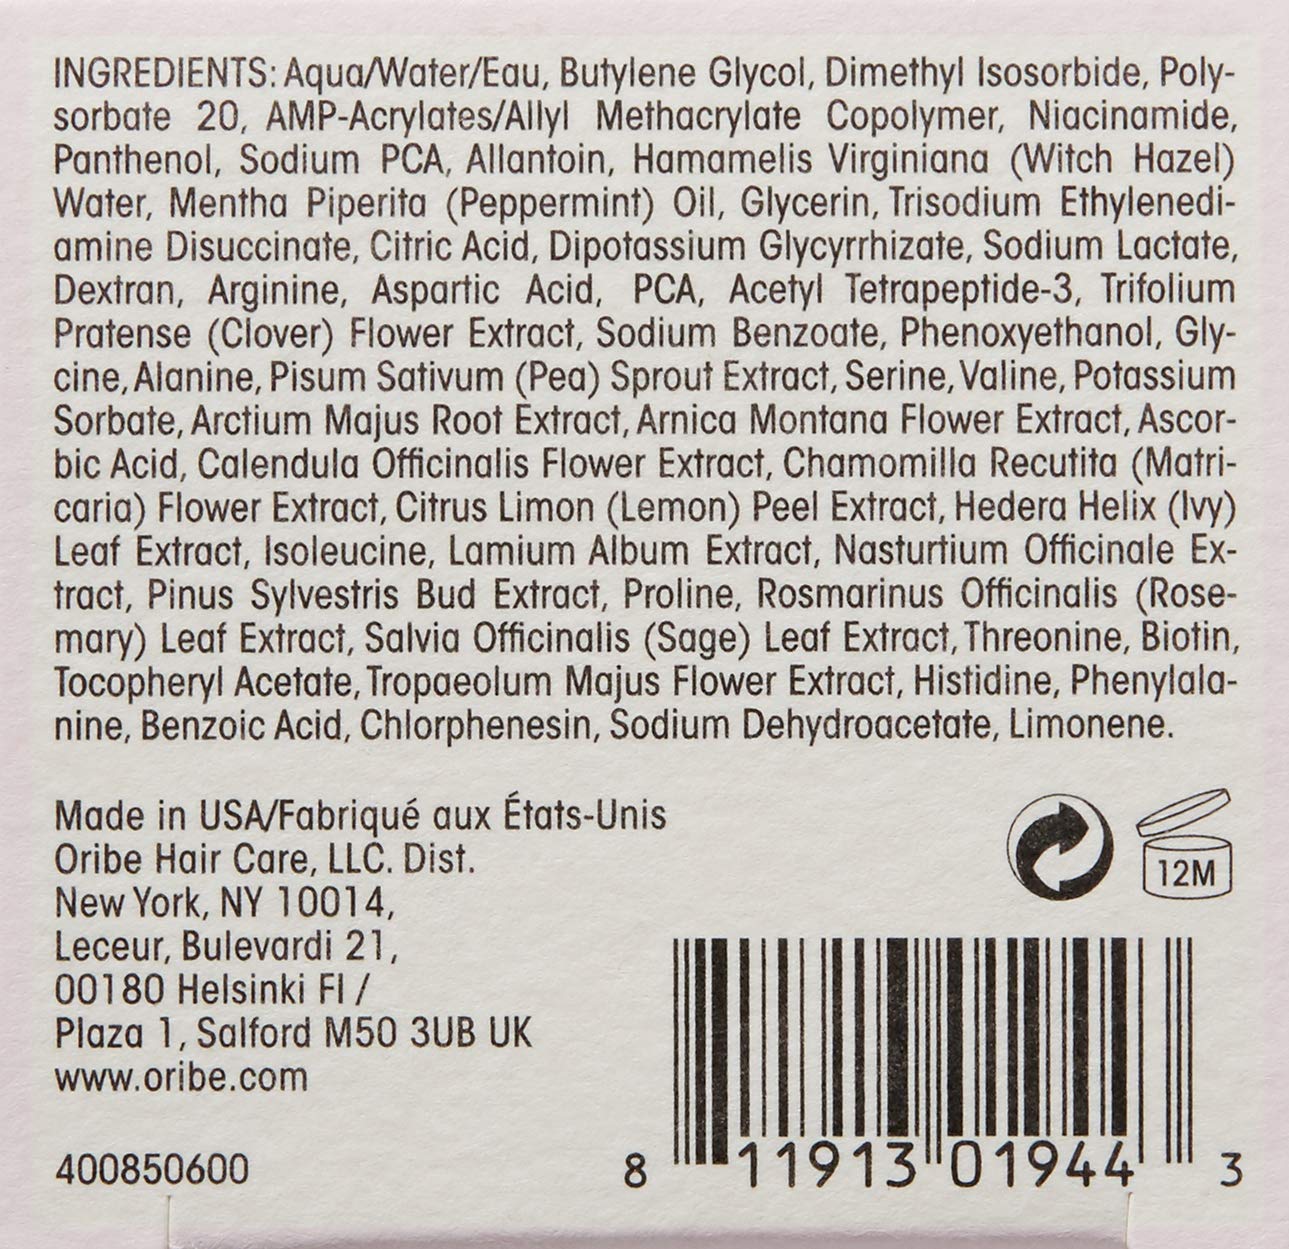 INGREDIENTS: Aqua/Water/Eau, Butylene Glycol, Dimethyl Isosorbide, Poly-
sorbate 20, AMP-Acrylates/Allyl Methacrylate Copolymer, Niacinamide,
Panthenol, Sodium PCA, Allantoin, Hamamelis Virginiana (Witch Hazel)
Water, Mentha Piperita (Peppermint) Oil, Glycerin, Trisodium Ethylenedi-
amine Disuccinate, Citric Acid, Dipotassium Glycyrrhizate, Sodium Lactate,
Dextran, Arginine, Aspartic Acid, PCA, Acetyl Tetrapeptide-3, Trifolium
Pratense (Clover) Flower Extract, Sodium Benzoate, Phenoxyethanol, Gly-
cine, Alanine, Pisum Sativum (Pea) Sprout Extract, Serine, Valine, Potassium
Sorbate, Arctium Majus Root Extract, Arnica Montana Flower Extract, Ascor-
bic Acid, Calendula Officinalis Flower Extract, Chamomilla Recutita (Matri-
caria) Flower Extract, Citrus Limon (Lemon) Peel Extract, Hedera Helix (Ivy)
Leaf Extract, Isoleucine, Lamium Album Extract, Nasturtium Officinale Ex-
tract, Pinus Sylvestris Bud Extract, Proline, Rosmarinus Officinalis (Rose-
mary) Leaf Extract, Salvia Officinalis (Sage) Leaf Extract, Threonine, Biotin,
Tocopheryl Acetate, Tropaeolum Majus Flower Extract, Histidine, Phenylala-
nine, Benzoic Acid, Chlorphenesin, Sodium Dehydroacetate, Limonene.
Made in USA/Fabriqué aux États-Unis
Oribe Hair Care, LLC. Dist.
New York, NY 10014,
Leceur, Bulevardi 21,
00180 Helsinki FI /
Plaza 1, Salford M50 3UB UK
www.oribe.com
400850600
12M
8 11913 01944 3